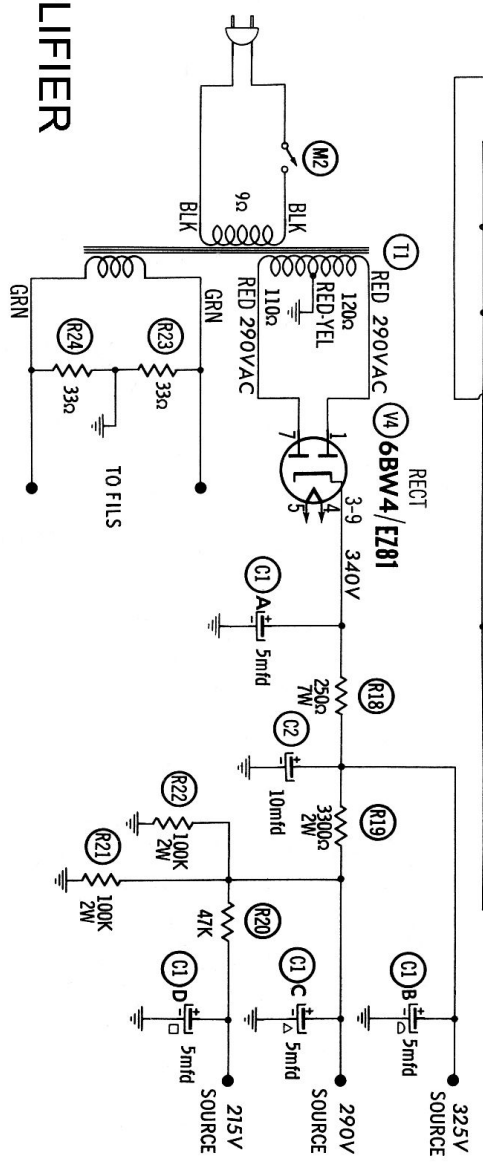 LIFIER
M2
BLK
9Ω
BLK
T1
RED 290VAC
120Ω
RED-YEL
110Ω
RED 290VAC
GRN
GRN
R23
33Ω
R24
33Ω
TO FILS
RECT
V4 6BW4/EZ81
1
7
3-9
4
5
340V
C1 A
+
-
5mfd
R18
250Ω
7W
C2
+
-
10mfd
R19
3300Ω
2W
R22
100K
2W
R21
100K
2W
R20
47K
C1 B
+
-
5mfd
C1 C
+
-
5mfd
C1 D
+
-
5mfd
325V
SOURCE
290V
SOURCE
275V
SOURCE